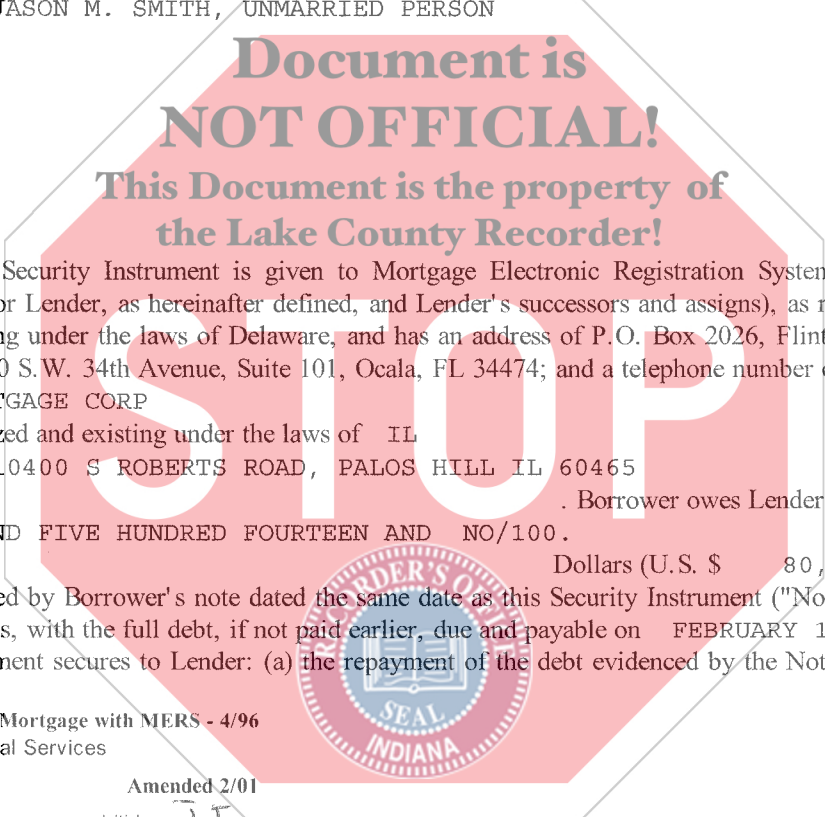 JASON M. SMITH, UNMARRIED PERSON
Document is
NOT OFFICIAL!
This Document is the property of
the Lake County Recorder!
Security Instrument is given to Mortgage Electronic Registration System
or Lender, as hereinafter defined, and Lender's successors and assigns), as
ng under the laws of Delaware, and has an address of P.O. Box 2026, Flint
0 S.W. 34th Avenue, Suite 101, Ocala, FL 34474; and a telephone number
TGAGE CORP
zed and existing under the laws of IL
10400 S ROBERTS ROAD, PALOS HILL IL 60465
. Borrower owes Lender
ND FIVE HUNDRED FOURTEEN AND NO/100.
Dollars (U.S. $ 80,
ed by Borrower's note dated the same date as this Security Instrument ("No
s, with the full debt, if not paid earlier, due and payable on FEBRUARY 1
ment secures to Lender: (a) the repayment of the debt evidenced by the Not
Mortgage with MERS - 4/96
al Services
Amended 2/01
STOP
RECORDER'S OFFICE
SEAL
INDIANA